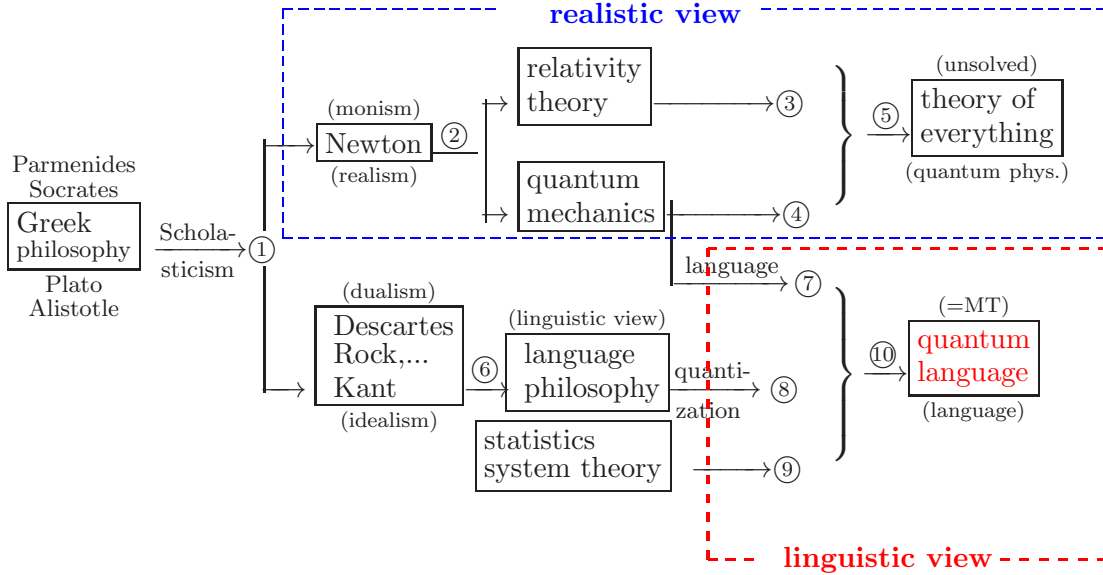 realistic view
Parmenides
Socrates
Greek
philosophy
Plato
Alistotle
Schola-
sticism
①
(monism)
Newton
(realism)
②
relativity
theory
③
quantum
mechanics
④
⑤
(unsolved)
theory of
everything
(quantum phys.)
language
⑦
(dualism)
Descartes
Rock,...
Kant
(idealism)
⑥
(linguistic view)
language
philosophy
quanti-
zation
⑧
statistics
system theory
⑨
⑩
(=MT)
quantum
language
(language)
linguistic view